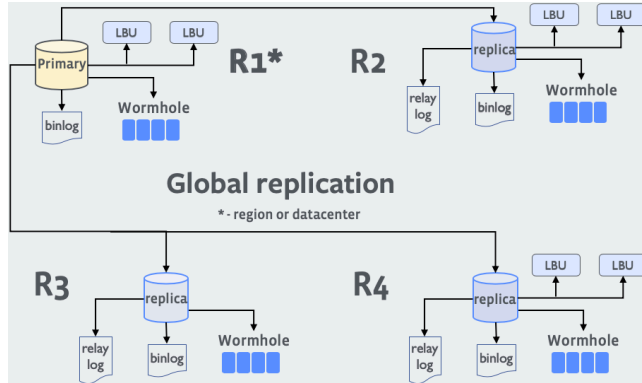 LBU
LBU
Primary
R1*
Wormhole
binlog
R2
LBU
LBU
replica
relay
log
binlog
Wormhole
Global replication
* - region or datacenter
R3
replica
relay
log
binlog
Wormhole
R4
LBU
LBU
replica
relay
log
binlog
Wormhole